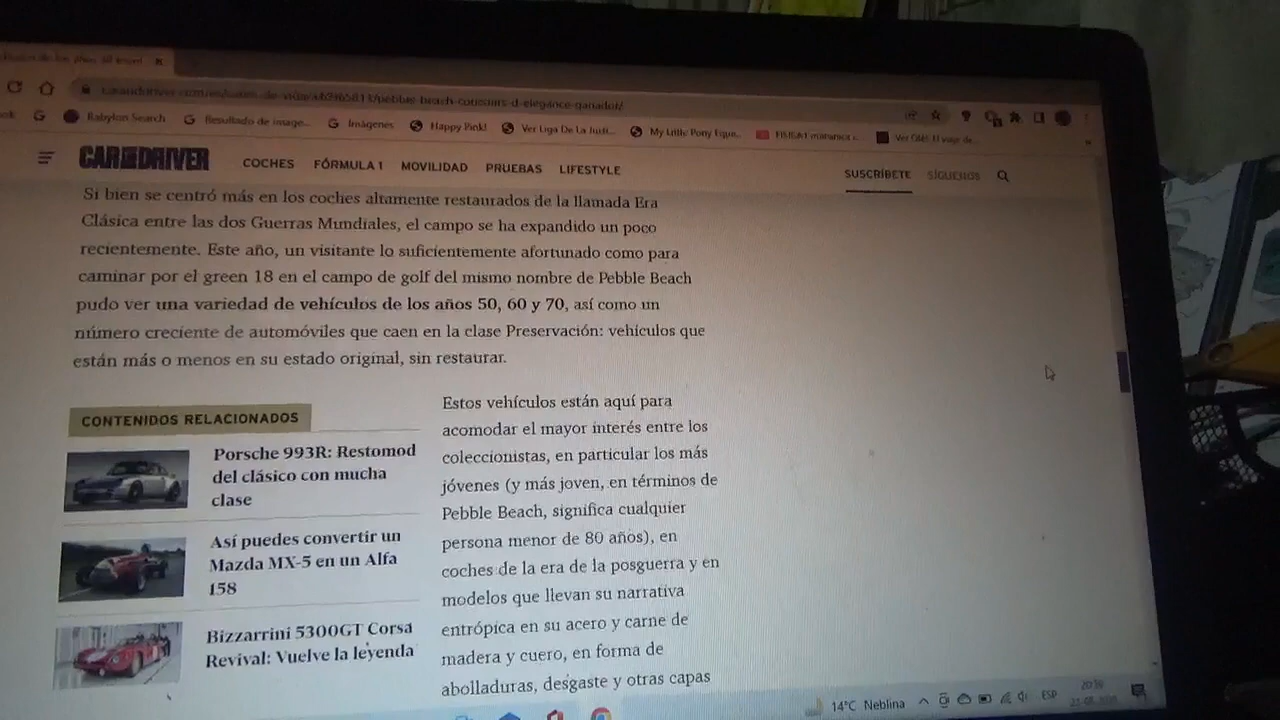 Babylon Search
Resultado de image...
Imágenes
Happy Pink!
Ver Liga De La Justi...
My Little Pony Eque...
CAR AND DRIVER
COCHES
FÓRMULA 1
MOVILIDAD
PRUEBAS
LIFESTYLE
SUSCRÍBETE
SÍGUENOS
Si bien se centró más en los coches altamente restaurados de la llamada Era
Clásica entre las dos Guerras Mundiales, el campo se ha expandido un poco
recientemente. Este año, un visitante lo suficientemente afortunado como para
caminar por el green 18 en el campo de golf del mismo nombre de Pebble Beach
pudo ver una variedad de vehículos de los años 50, 60 y 70, así como un
número creciente de automóviles que caen en la clase Preservación: vehículos que
están más o menos en su estado original, sin restaurar.
CONTENIDOS RELACIONADOS
Porsche 993R: Restomod
del clásico con mucha
clase
Así puedes convertir un
Mazda MX-5 en un Alfa
158
Bizzarrini 5300GT Corsa
Revival: Vuelve la leyenda
Estos vehículos están aquí para
acomodar el mayor interés entre los
coleccionistas, en particular los más
jóvenes (y más joven, en términos de
Pebble Beach, significa cualquier
persona menor de 80 años), en
coches de la era de la posguerra y en
modelos que llevan su narrativa
entrópica en su acero y carne de
madera y cuero, en forma de
abolladuras, desgaste y otras capas
14°C Neblina
ESP